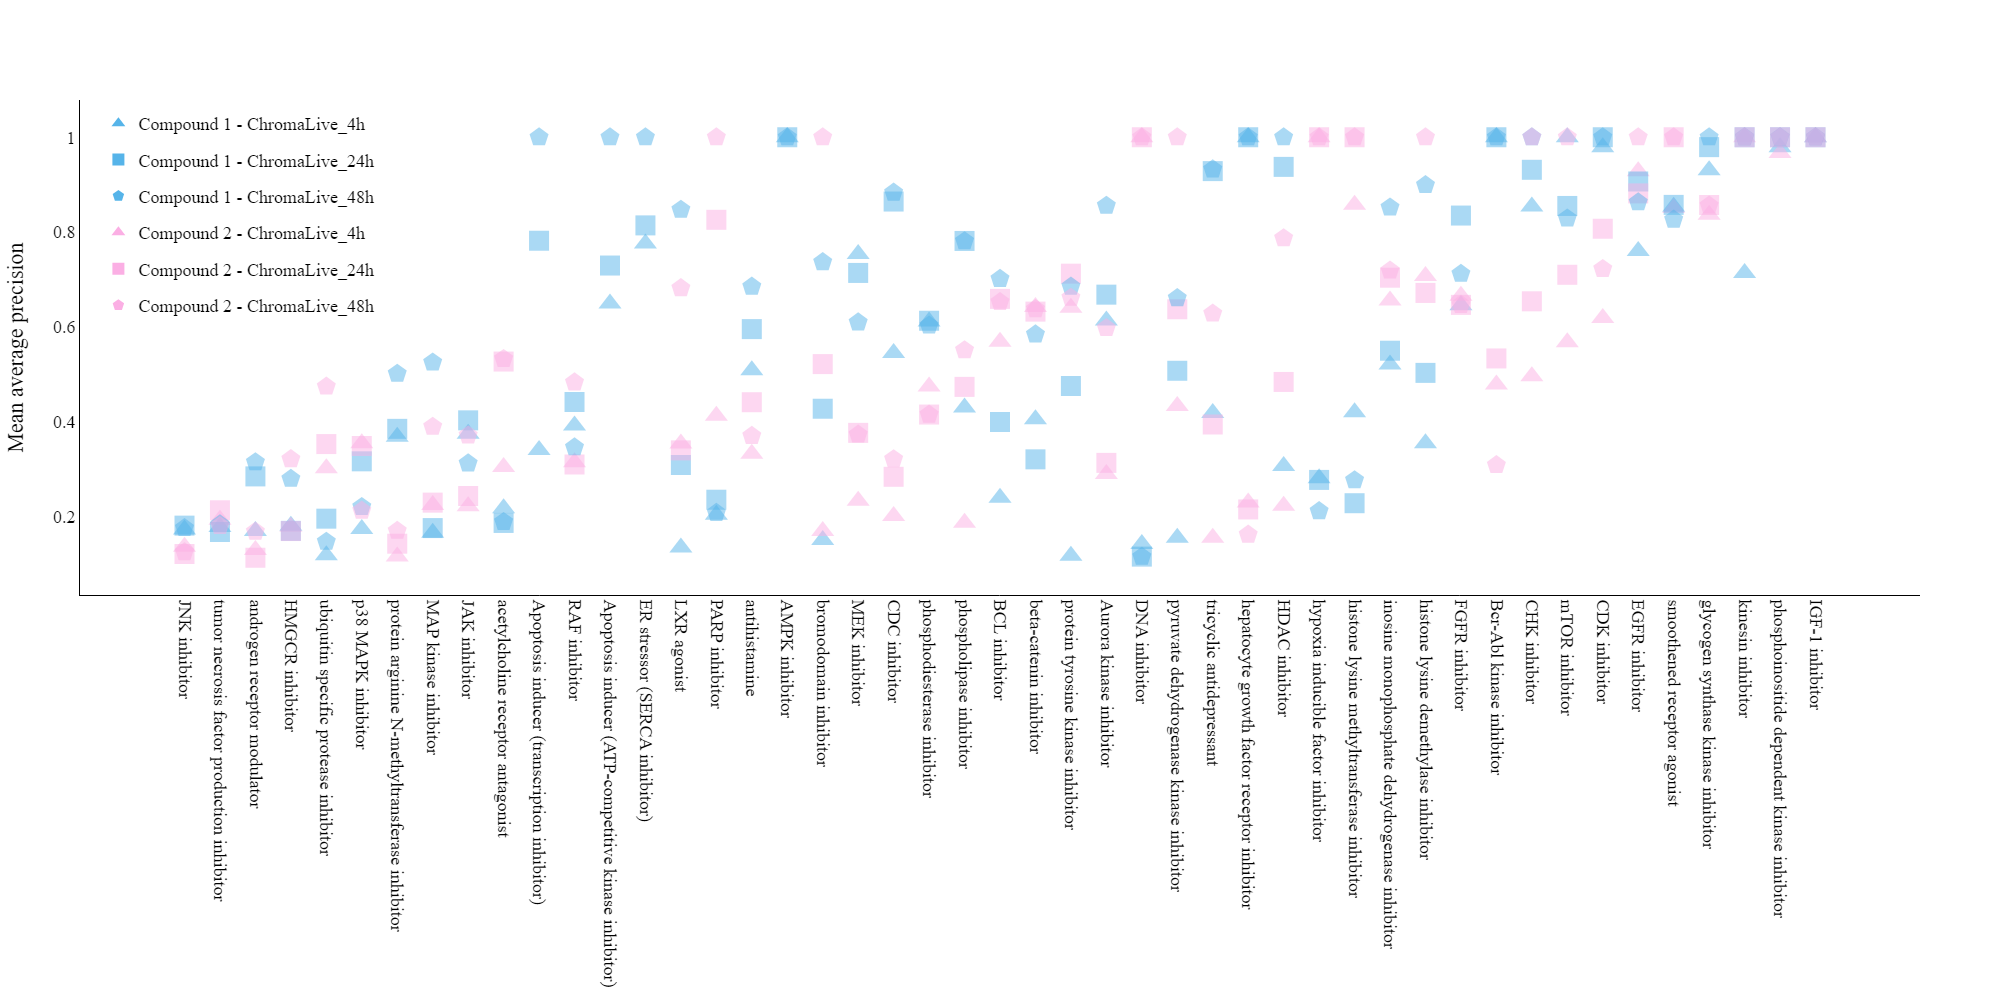 Compound 1 - ChromaLive_4h
Compound 1 - ChromaLive_24h
Compound 1 - ChromaLive_48h
Compound 2 - ChromaLive_4h
Compound 2 - ChromaLive_24h
Compound 2 - ChromaLive_48h
Mean average precision
1
0.8
0.6
0.4
0.2
JNK inhibitor
tumor necrosis factor production inhibitor
androgen receptor modulator
HMGCR inhibitor
ubiquitin specific protease inhibitor
p38 MAPK inhibitor
protein arginine N-methyltransferase inhibitor
MAP kinase inhibitor
JAK inhibitor
acetylcholine receptor antagonist
Apoptosis inducer (transcription inhibitor)
RAF inhibitor
Apoptosis inducer (ATP-competitive kinase inhibitor)
ER stressor (SERCA inhibitor)
LXR agonist
PARP inhibitor
antihistamine
AMPK inhibitor
bromodomain inhibitor
MEK inhibitor
CDC inhibitor
phosphodiesterase inhibitor
phospholipase inhibitor
BCL inhibitor
beta-catenin inhibitor
protein tyrosine kinase inhibitor
Aurora kinase inhibitor
DNA inhibitor
pyruvate dehydrogenase kinase inhibitor
tricyclic antidepressant
hepatocyte growth factor receptor inhibitor
HDAC inhibitor
hypoxia inducible factor inhibitor
histone lysine methyltransferase inhibitor
inosine monophosphate dehydrogenase inhibitor
histone lysine demethylase inhibitor
FGFR inhibitor
Bcr-Abl kinase inhibitor
CHK inhibitor
mTOR inhibitor
CDK inhibitor
EGFR inhibitor
smoothened receptor agonist
glycogen synthase kinase inhibitor
kinesin inhibitor
phosphoinositide dependent kinase inhibitor
IGF-1 inhibitor